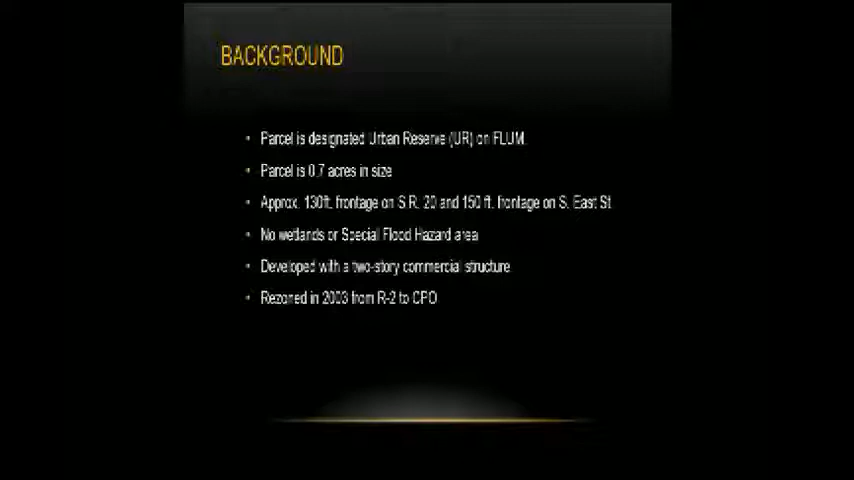 BACKGROUND
• Parcel is designated Urban Reserve (UR) on FLUM.
• Parcel is 0.7 acres in size
• Approx. 130ft. frontage on S.R. 20 and 150 ft. frontage on S. East St.
• No wetlands or Special Flood Hazard area
• Developed with a two-story commercial structure
• Rezoned in 2003 from R-2 to CPO